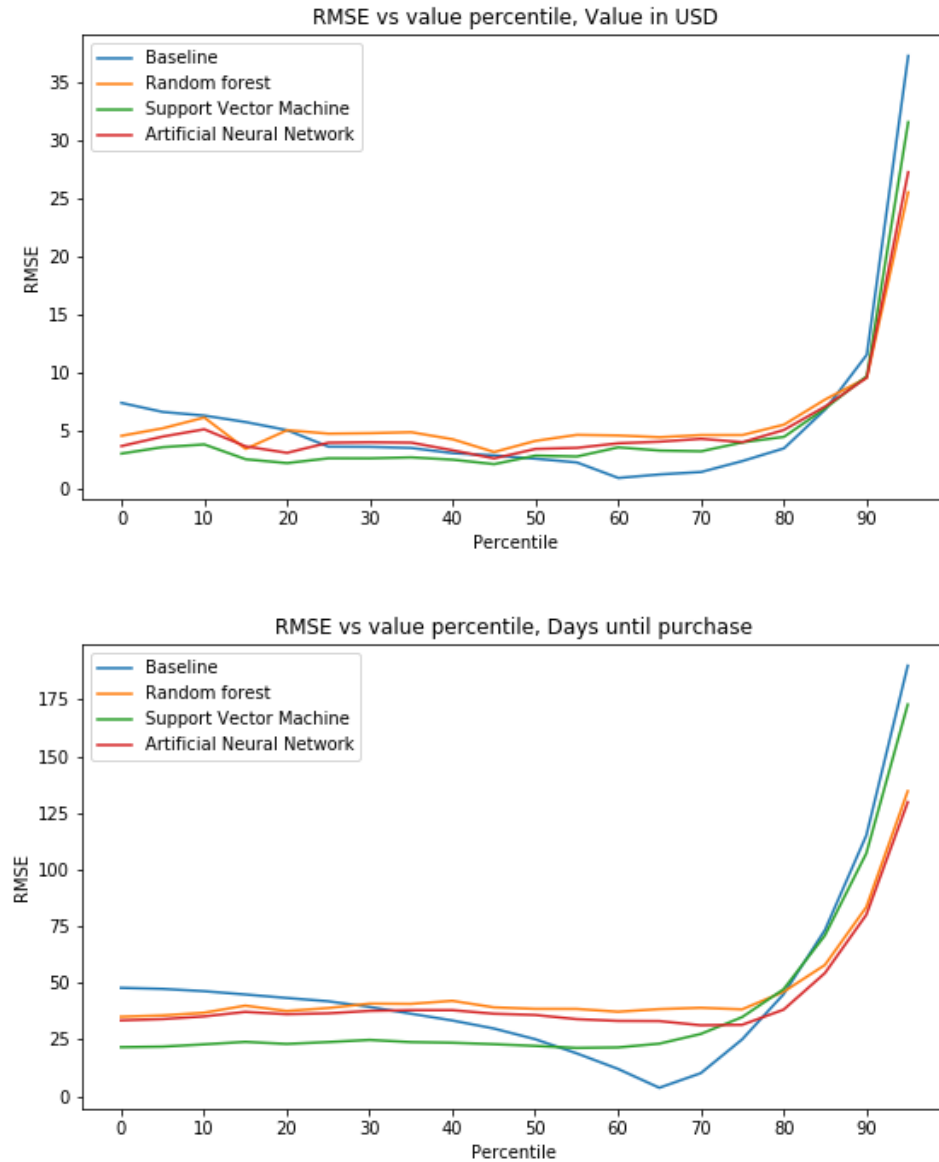 RMSE vs value percentile, Value in USD
Baseline
Random forest
Support Vector Machine
Artificial Neural Network
35
30
25
20
15
10
5
0
RMSE
0 10 20 30 40 50 60 70 80 90
Percentile
RMSE vs value percentile, Days until purchase
Baseline
Random forest
Support Vector Machine
Artificial Neural Network
175
150
125
100
75
50
25
0
RMSE
0 10 20 30 40 50 60 70 80 90
Percentile